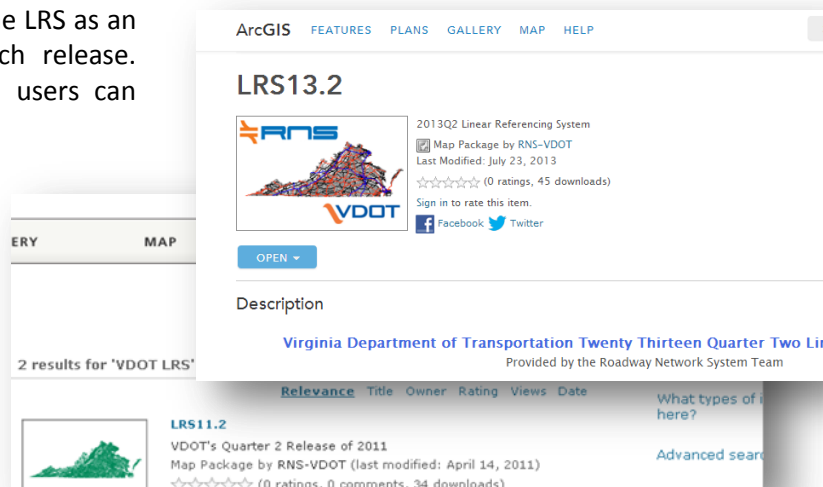 e LRS as an
ch release.
users can
ArcGIS FEATURES PLANS GALLERY MAP HELP
LRS13.2
RNS
VDOT
2013Q2 Linear Referencing System
Map Package by RNS-VDOT
Last Modified: July 23, 2013
(0 ratings, 45 downloads)
Sign in to rate this item.
Facebook Twitter
OPEN
Description
Virginia Department of Transportation Twenty Thirteen Quarter Two Li
Provided by the Roadway Network System Team
ERY MAP
2 results for 'VDOT LRS'
Relevance Title Owner Rating Views Date
LRS11.2
VDOT's Quarter 2 Release of 2011
Map Package by RNS-VDOT (last modified: April 14, 2011)
(0 ratings, 0 comments, 34 downloads)
What types of i
here?
Advanced sear